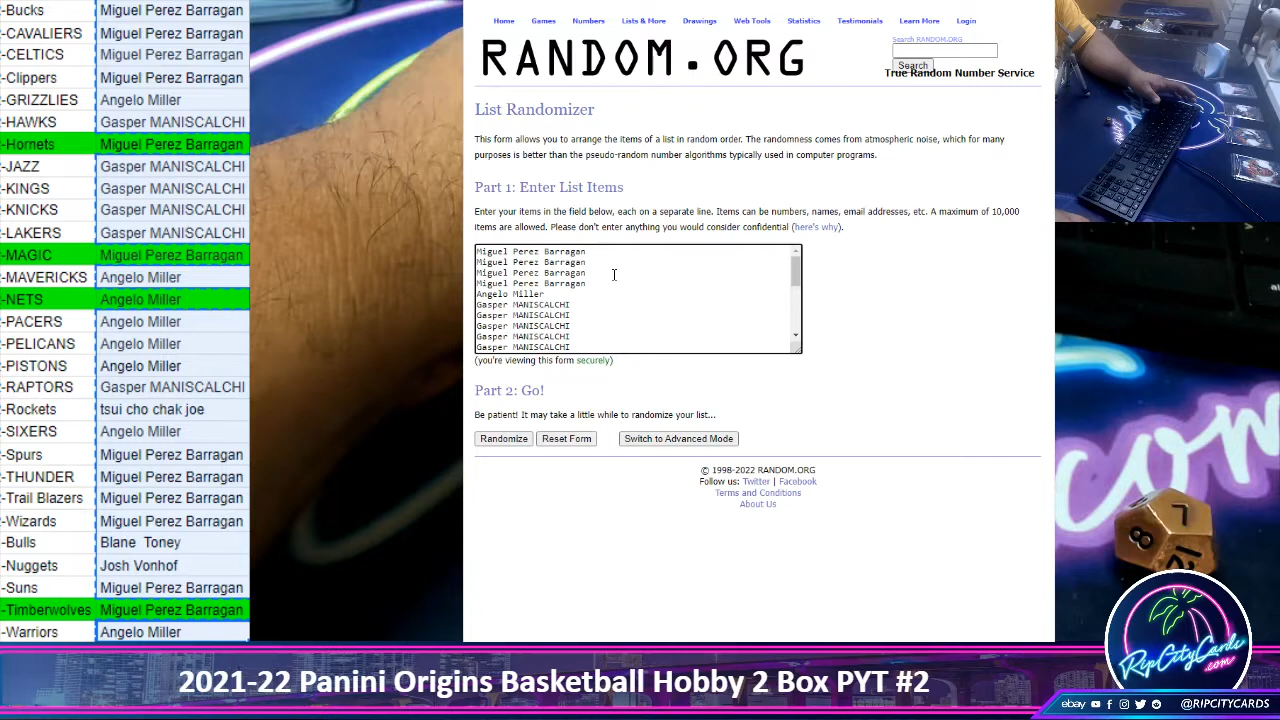 -Bucks Miguel Perez Barragan
-CAVALIERS Miguel Perez Barragan
-CELTICS Miguel Perez Barragan
-Clippers Miguel Perez Barragan
-GRIZZLIES Angelo Miller
-HAWKS Gasper MANISCALCHI
-Hornets Miguel Perez Barragan
-JAZZ Gasper MANISCALCHI
-KINGS Gasper MANISCALCHI
-KNICKS Gasper MANISCALCHI
-LAKERS Gasper MANISCALCHI
-MAGIC Miguel Perez Barragan
-MAVERICKS Angelo Miller
-NETS Angelo Miller
-PACERS Angelo Miller
-PELICANS Angelo Miller
-PISTONS Angelo Miller
-RAPTORS Gasper MANISCALCHI
-Rockets tsui cho chak joe
-SIXERS Angelo Miller
-Spurs Miguel Perez Barragan
-THUNDER Miguel Perez Barragan
-Trail Blazers Miguel Perez Barragan
-Wizards Miguel Perez Barragan
-Bulls Blane Toney
-Nuggets Josh Vonhof
-Suns Miguel Perez Barragan
-Timberwolves Miguel Perez Barragan
-Warriors Angelo Miller
Home Games Numbers Lists & More Drawings Web Tools Statistics Testimonials Learn More Login
Search RANDOM.ORG
RANDOM.ORG
Search
True Random Number Service
List Randomizer
This form allows you to arrange the items of a list in random order. The randomness comes from atmospheric noise, which for many
purposes is better than the pseudo-random number algorithms typically used in computer programs.
Part 1: Enter List Items
Enter your items in the field below, each on a separate line. Items can be numbers, names, email addresses, etc. A maximum of 10,000
items are allowed. Please don't enter anything you would consider confidential (here's why).
Miguel Perez Barragan
Miguel Perez Barragan
Miguel Perez Barragan
Miguel Perez Barragan
Angelo Miller
Gasper MANISCALCHI
Gasper MANISCALCHI
Gasper MANISCALCHI
Gasper MANISCALCHI
Gasper MANISCALCHI
(you're viewing this form securely)
Part 2: Go!
Be patient! It may take a little while to randomize your list...
Randomize Reset Form Switch to Advanced Mode
© 1998-2022 RANDOM.ORG
Follow us: Twitter | Facebook
Terms and Conditions
About Us
7
8
RipCityCards
.com
2021-22 Panini Origins Basketball Hobby 2 Box PYT #2
ebay @RIPCITYCARDS